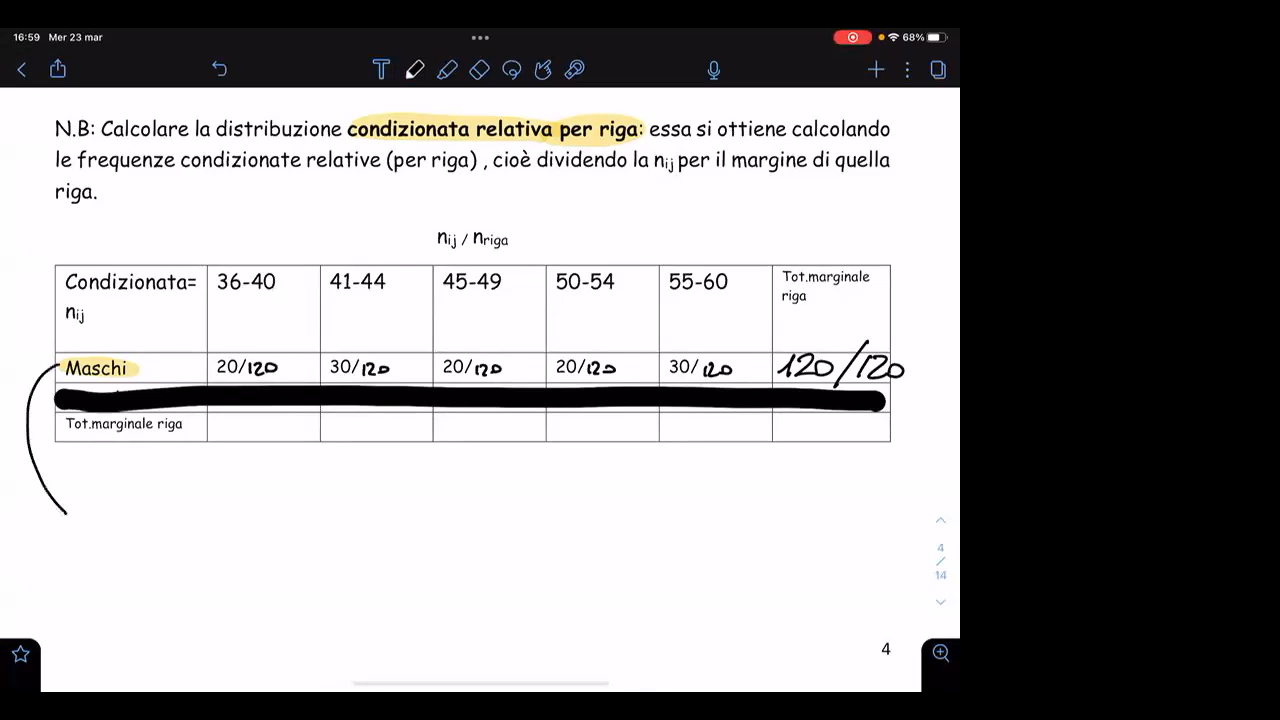 16:59 Mer 23 mar
68%
N.B: Calcolare la distribuzione condizionata relativa per riga: essa si ottiene calcolando
le frequenze condizionate relative (per riga) , cioè dividendo la nij per il margine di quella
riga.
nij / nriga
Condizionata= 36-40 41-44 45-49 50-54 55-60 Tot.marginale
nij riga
Maschi 20/120 30/120 20/120 20/120 30/120 120/120
Tot.marginale riga
4
/
14
4